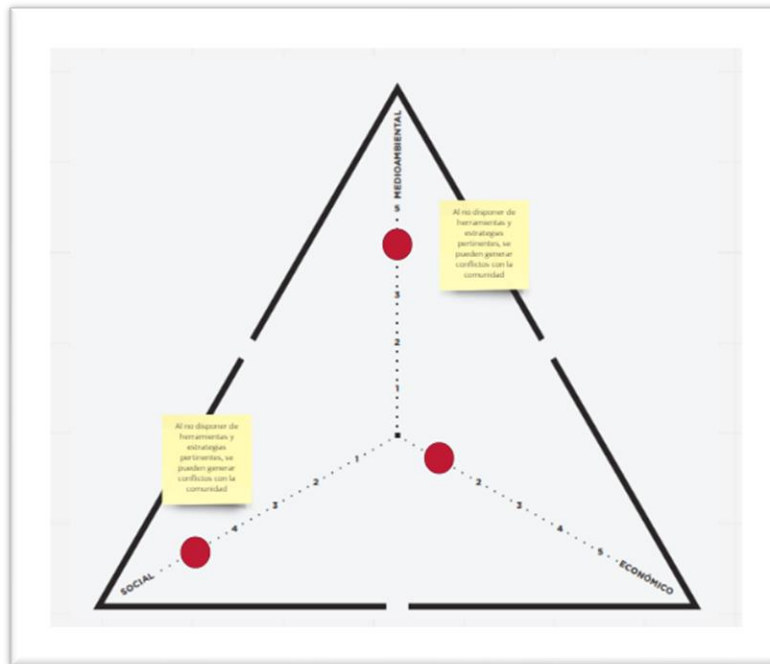 MEDIOAMBIENTAL
5
Al no disponer de
herramientas y
estrategias
pertinentes, se
pueden generar
conflictos con la
comunidad
3
2
1
Al no disponer de
herramientas y
estrategias
pertinentes, se
pueden generar
conflictos con la
comunidad
1
2
3
4
SOCIAL
2
3
4
5
ECONÓMICO